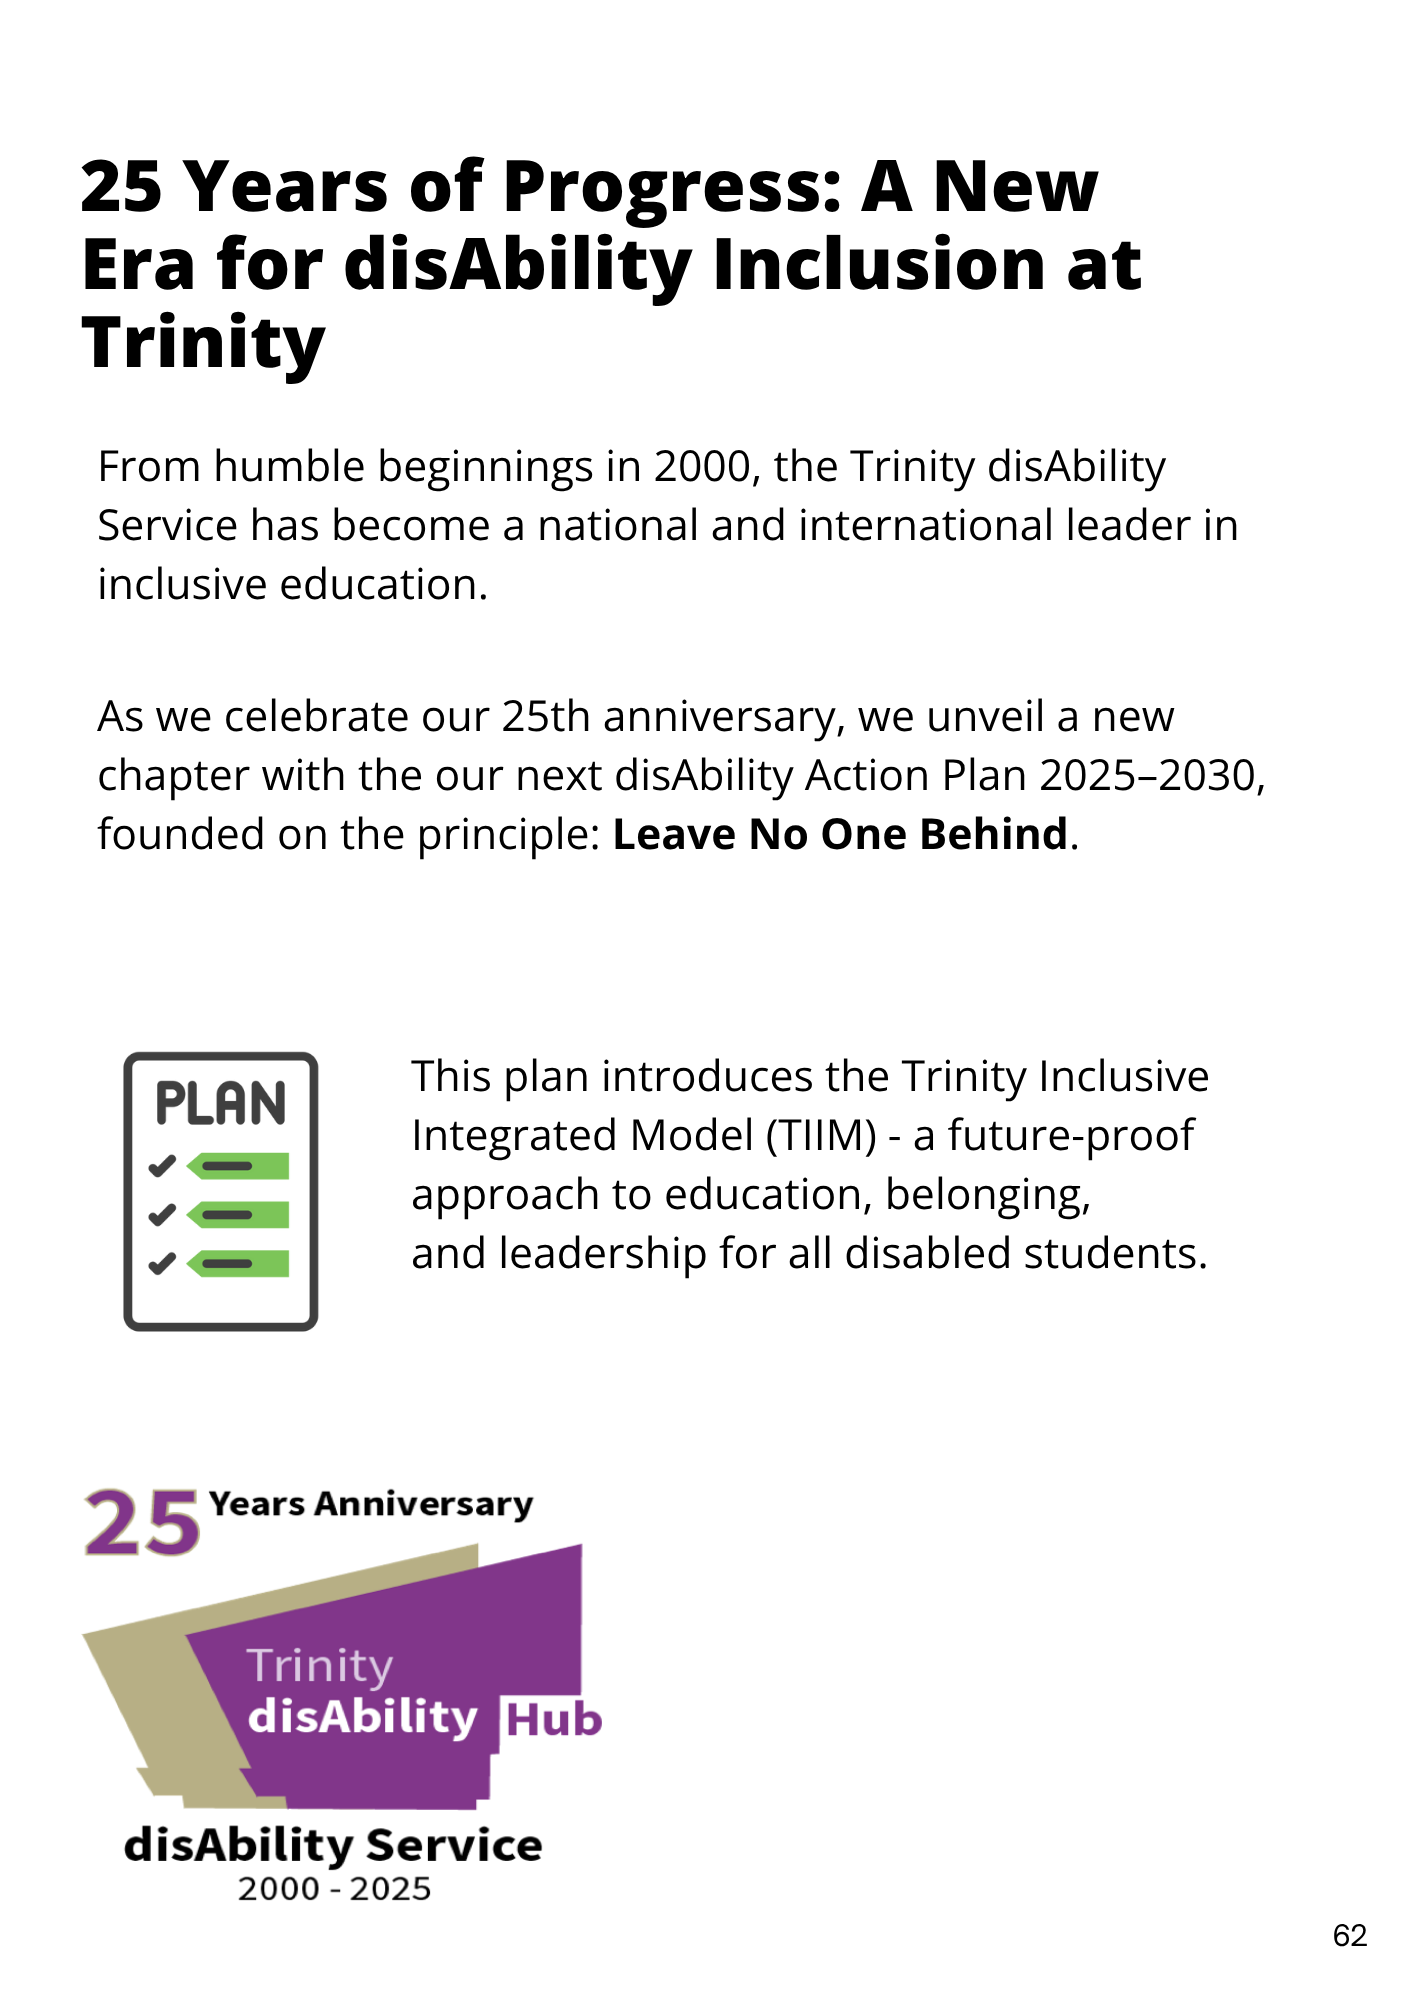 25 Years of Progress: A New
Era for disAbility Inclusion at
Trinity
From humble beginnings in 2000, the Trinity disAbility
Service has become a national and international leader in
inclusive education.
As we celebrate our 25th anniversary, we unveil a new
chapter with the our next disAbility Action Plan 2025–2030,
founded on the principle: Leave No One Behind.
PLAN
This plan introduces the Trinity Inclusive
Integrated Model (TIIM) - a future-proof
approach to education, belonging,
and leadership for all disabled students.
25 Years Anniversary
Trinity
disAbility Hub
disAbility Service
2000 - 2025
62